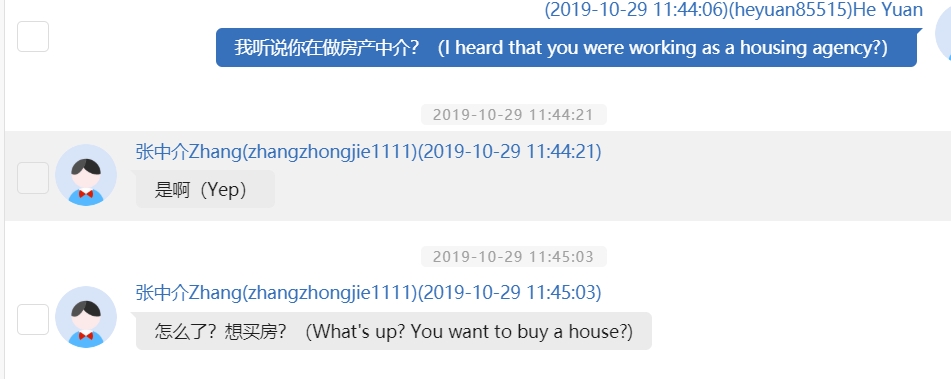 (2019-10-29 11:44:06)(heyuan85515)He Yuan
我听说你在做房产中介？（I heard that you were working as a housing agency?）
2019-10-29 11:44:21
张中介Zhang(zhangzhongjie1111)(2019-10-29 11:44:21)
是啊（Yep）
2019-10-29 11:45:03
张中介Zhang(zhangzhongjie1111)(2019-10-29 11:45:03)
怎么了？想买房？（What's up? You want to buy a house?）